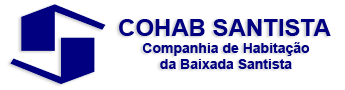 COHAB SANTISTA
Companhia de Habitação
da Baixada Santista